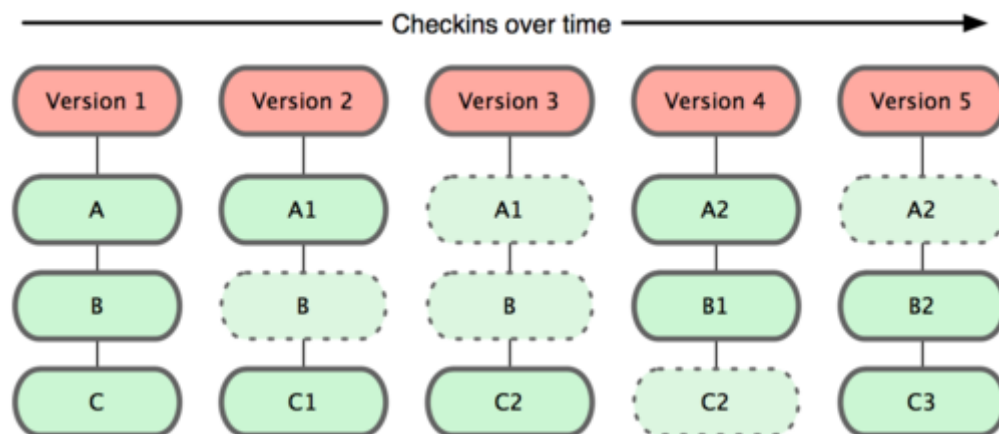 Checkins over time
Version 1 Version 2 Version 3 Version 4 Version 5
A A1 A1 A2 A2
B B B B1 B2
C C1 C2 C2 C3